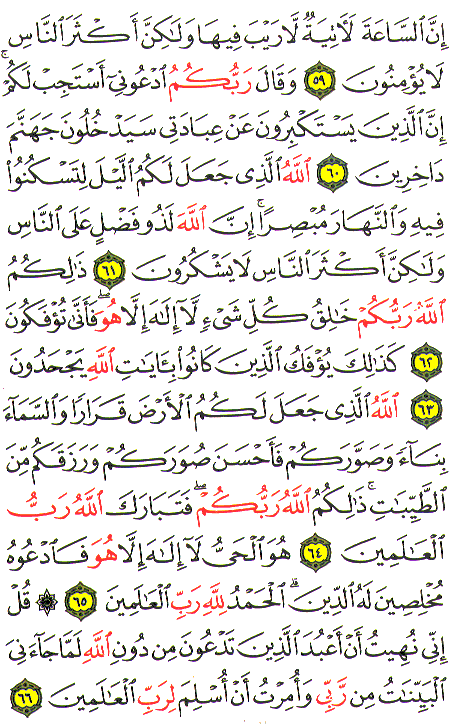 إِنَّ ٱلسَّاعَةَ لَأٓتِيَةٌ لَّا رَيْبَ فِيهَا وَلَٰكِنَّ أَكْثَرَ ٱلنَّاسِ
لَا يُؤْمِنُونَ ٥٩ وَقَالَ رَبُّكُمُ ٱدْعُونِىٓ أَسْتَجِبْ لَكُمْ ۚ
إِنَّ ٱلَّذِينَ يَسْتَكْبِرُونَ عَنْ عِبَادَتِى سَيَدْخُلُونَ جَهَنَّمَ
دَاخِرِينَ ٦٠ ٱللَّهُ ٱلَّذِى جَعَلَ لَكُمُ ٱلَّيْلَ لِتَسْكُنُوا۟
فِيهِ وَٱلنَّهَارَ مُبْصِرًا ۚ إِنَّ ٱللَّهَ لَذُو فَضْلٍ عَلَى ٱلنَّاسِ
وَلَٰكِنَّ أَكْثَرَ ٱلنَّاسِ لَا يَشْكُرُونَ ٦١ ذَٰلِكُمُ
ٱللَّهُ رَبُّكُمْ خَٰلِقُ كُلِّ شَىْءٍ لَّآ إِلَٰهَ إِلَّا هُوَ ۖ فَأَنَّىٰ تُؤْفَكُونَ
٦٢ كَذَٰلِكَ يُؤْفَكُ ٱلَّذِينَ كَانُوا۟ بِـَٔايَٰتِ ٱللَّهِ يَجْحَدُونَ
٦٣ ٱللَّهُ ٱلَّذِى جَعَلَ لَكُمُ ٱلْأَرْضَ قَرَارًا وَٱلسَّمَآءَ
بِنَآءً وَصَوَّرَكُمْ فَأَحْسَنَ صُوَرَكُمْ وَرَزَقَكُم مِّنَ
ٱلطَّيِّبَٰتِ ۚ ذَٰلِكُمُ ٱللَّهُ رَبُّكُمْ ۖ فَتَبَارَكَ ٱللَّهُ رَبُّ
ٱلْعَٰلَمِينَ ٦٤ هُوَ ٱلْحَىُّ لَآ إِلَٰهَ إِلَّا هُوَ فَٱدْعُوهُ
مُخْلِصِينَ لَهُ ٱلدِّينَ ۗ ٱلْحَمْدُ لِلَّهِ رَبِّ ٱلْعَٰلَمِينَ ٦٥ ۞ قُلْ
إِنِّى نُهِيتُ أَنْ أَعْبُدَ ٱلَّذِينَ تَدْعُونَ مِن دُونِ ٱللَّهِ لَمَّا جَآءَنِىَ
ٱلْبَيِّنَٰتُ مِن رَّبِّى وَأُمِرْتُ أَنْ أُسْلِمَ لِرَبِّ ٱلْعَٰلَمِينَ ٦٦